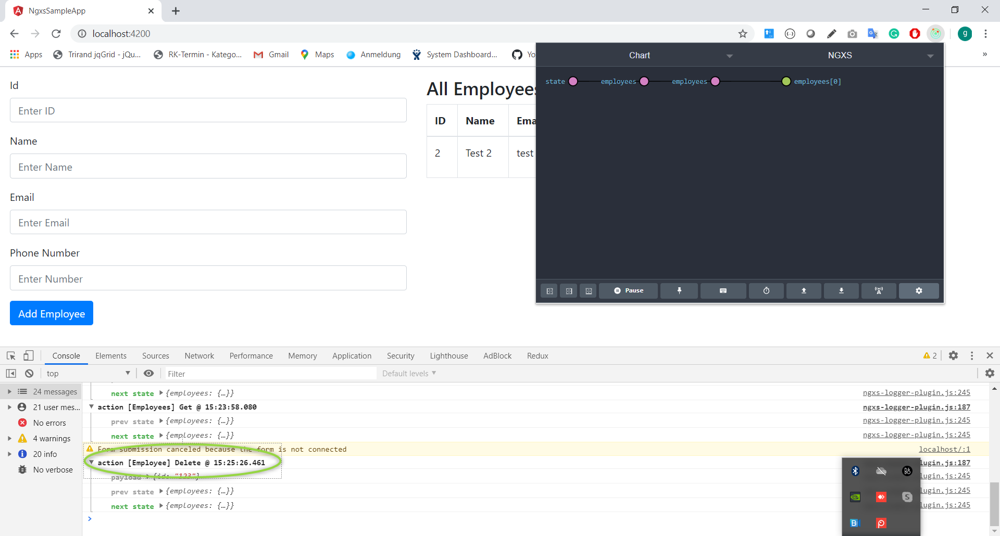 NgxsSampleApp
localhost:4200
g
Apps
Trirand jqGrid - jQu...
RK-Termin - Katego...
Gmail
Maps
Anmeldung
System Dashboard...
Yo
»
Chart
NGXS
state
employees
employees
employees[0]
Pause
Id
Enter ID
Name
Enter Name
Email
Enter Email
Phone Number
Enter Number
Add Employee
All Employees
ID Name Ema
2 Test 2 test
Console Elements Sources Network Performance Memory Application Security Lighthouse AdBlock Redux
2
top
Filter
Default levels
24 messages
21 user mes...
No errors
4 warnings
20 info
No verbose
next state {employees: {…}} ngxs-logger-plugin.js:245
action [Employees] Get @ 15:23:58.080 ngxs-logger-plugin.js:187
prev state {employees: {…}} ngxs-logger-plugin.js:245
next state {employees: {…}} ngxs-logger-plugin.js:245
Form submission canceled because the form is not connected localhost/:1
action [Employee] Delete @ 15:25:26.461 lugin.js:187
payload {id: "123"} lugin.js:245
prev state {employees: {…}} lugin.js:245
next state {employees: {…}} lugin.js:245